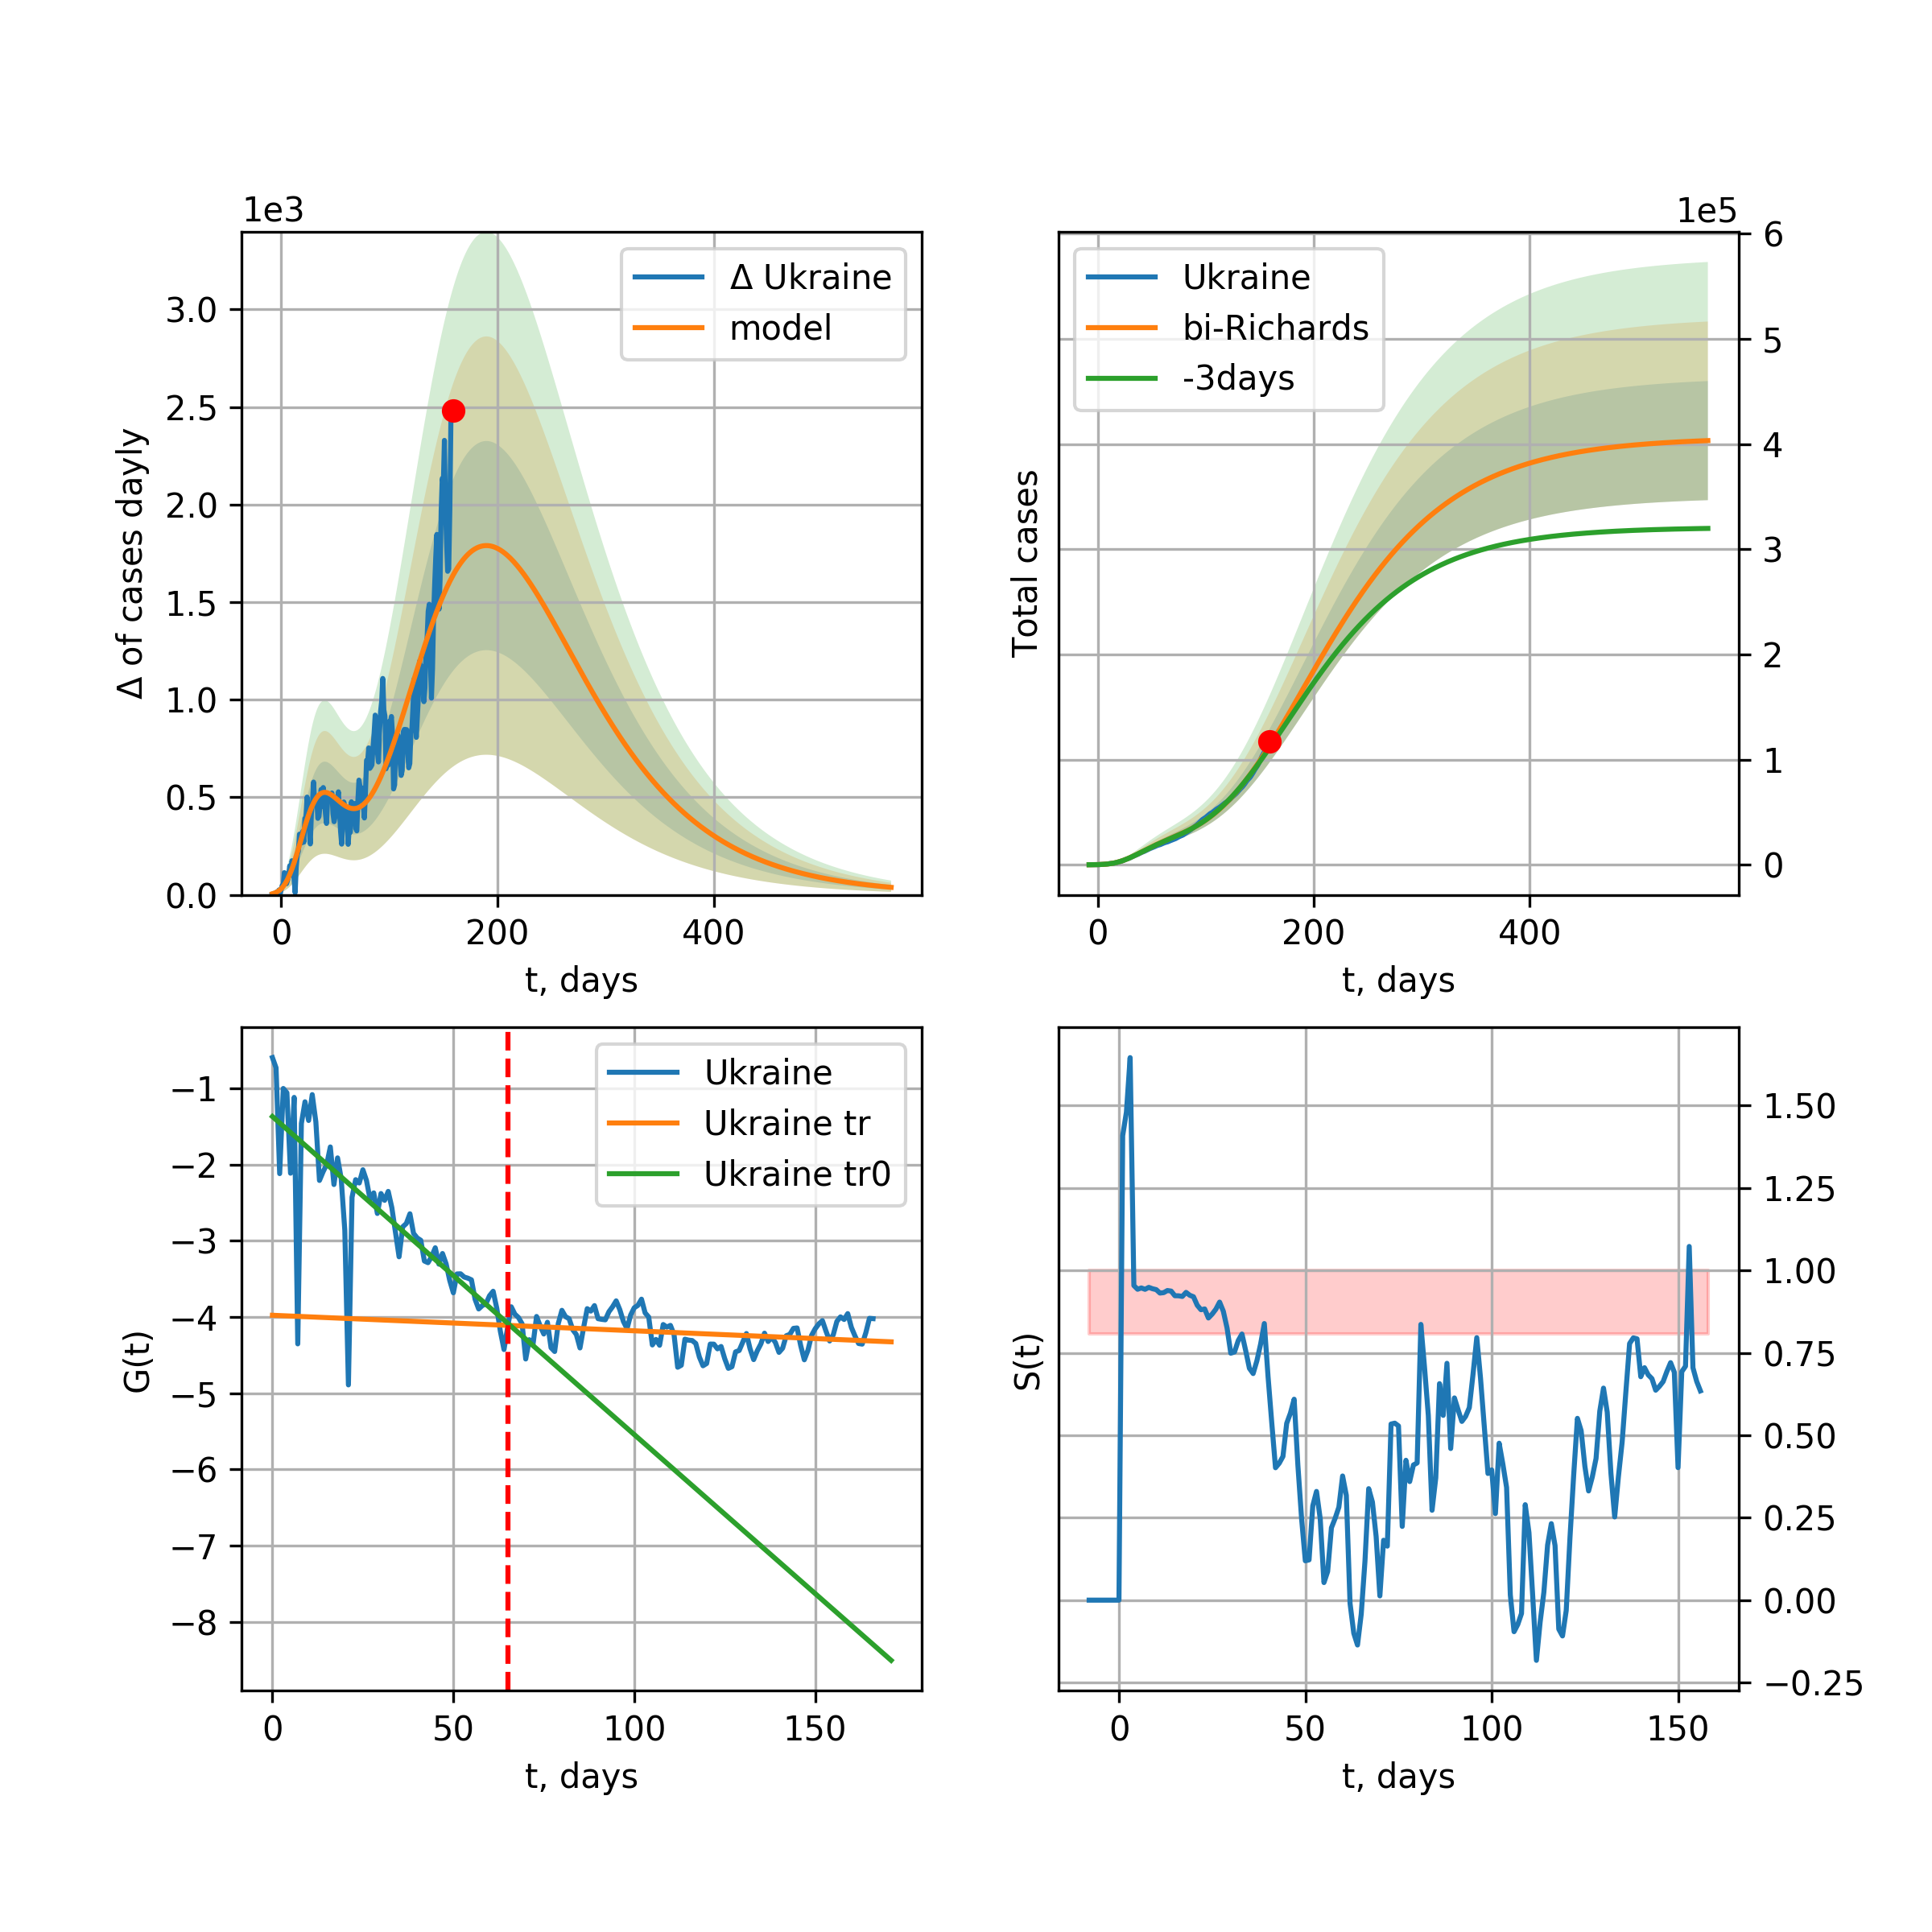 1e3
Δ of cases dayly
3.0
2.5
2.0
1.5
1.0
0.5
0.0
0 200 400
t, days
Δ Ukraine
model
1e5
Total cases
6
5
4
3
2
1
0
0 200 400
t, days
Ukraine
bi-Richards
-3days
G(t)
−1
−2
−3
−4
−5
−6
−7
−8
0 50 100 150
t, days
Ukraine
Ukraine tr
Ukraine tr0
S(t)
1.50
1.25
1.00
0.75
0.50
0.25
0.00
−0.25
0 50 100 150
t, days